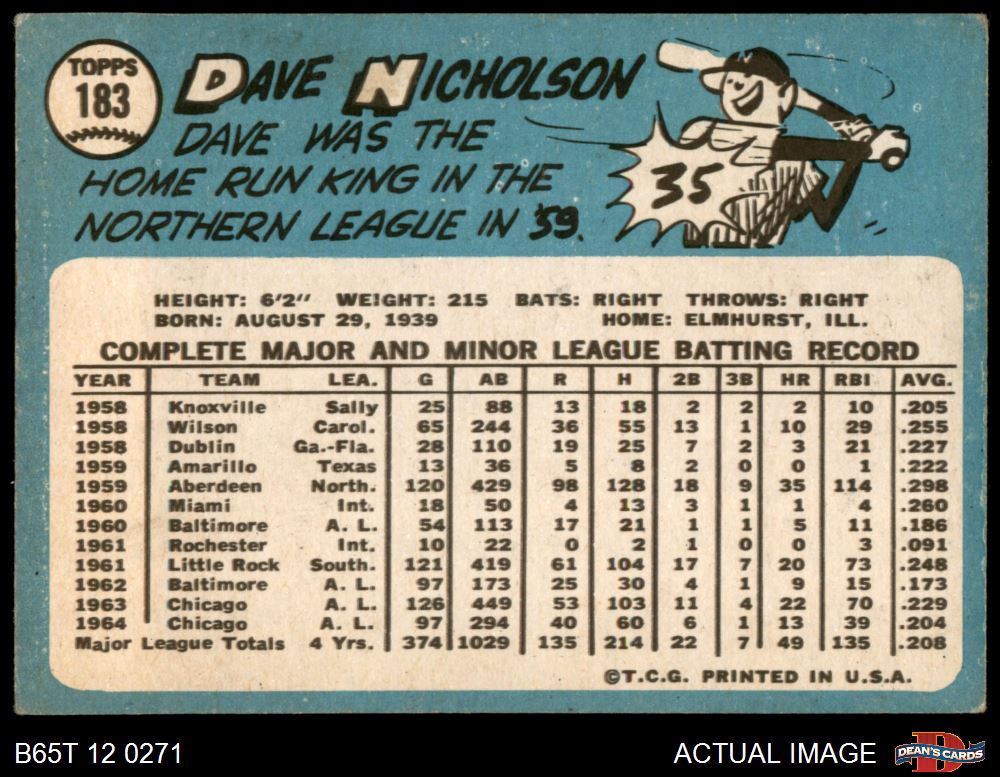 TOPPS
183
DAVE NICHOLSON
DAVE WAS THE
HOME RUN KING IN THE
NORTHERN LEAGUE IN '59.
35
HEIGHT: 6'2" WEIGHT: 215 BATS: RIGHT THROWS: RIGHT
BORN: AUGUST 29, 1939 HOME: ELMHURST, ILL.
COMPLETE MAJOR AND MINOR LEAGUE BATTING RECORD
YEAR TEAM LEA. G AB R H 2B 3B HR RBI AVG.
1958 Knoxville Sally 25 88 13 18 2 2 2 10 .205
1958 Wilson Carol. 65 244 36 55 13 1 10 29 .255
1958 Dublin Ga.-Fla. 28 110 19 25 7 2 3 21 .227
1959 Amarillo Texas 13 36 5 8 2 0 0 1 .222
1959 Aberdeen North. 120 429 98 128 18 9 35 114 .298
1960 Miami Int. 18 50 4 13 3 1 1 4 .260
1960 Baltimore A. L. 54 113 17 21 1 1 5 11 .186
1961 Rochester Int. 10 22 0 2 1 0 0 3 .091
1961 Little Rock South. 121 419 61 104 17 7 20 73 .248
1962 Baltimore A. L. 97 173 25 30 4 1 9 15 .173
1963 Chicago A. L. 126 449 53 103 11 4 22 70 .229
1964 Chicago A. L. 97 294 40 60 6 1 13 39 .204
Major League Totals 4 Yrs. 374 1029 135 214 22 7 49 135 .208
©T.C.G. PRINTED IN U.S.A.
B65T 12 0271 ACTUAL IMAGE
D
DEAN'S CARDS